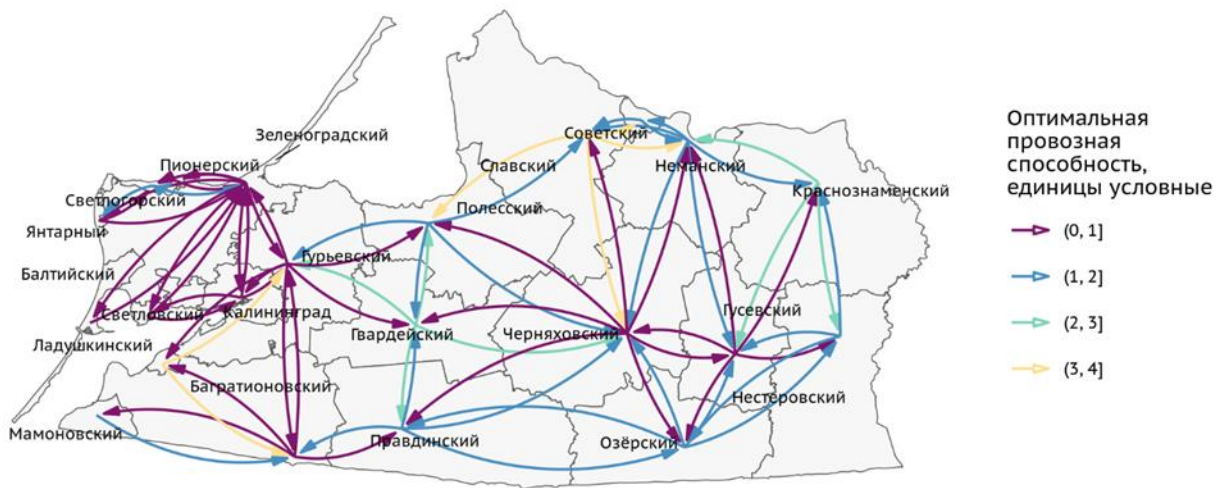 Зеленоградский
Пионерский
Светлогорский
Янтарный
Балтийский
Светловский
Калининград
Гурьевский
Ладушкинский
Багратионовский
Мамоновский
Полесский
Славский
Советский
Неманский
Краснознаменский
Гвардейский
Черняховский
Гусевский
Нестеровский
Правдинский
Озёрский
Оптимальная
провозная
способность,
единицы условные
(0, 1]
(1, 2]
(2, 3]
(3, 4]